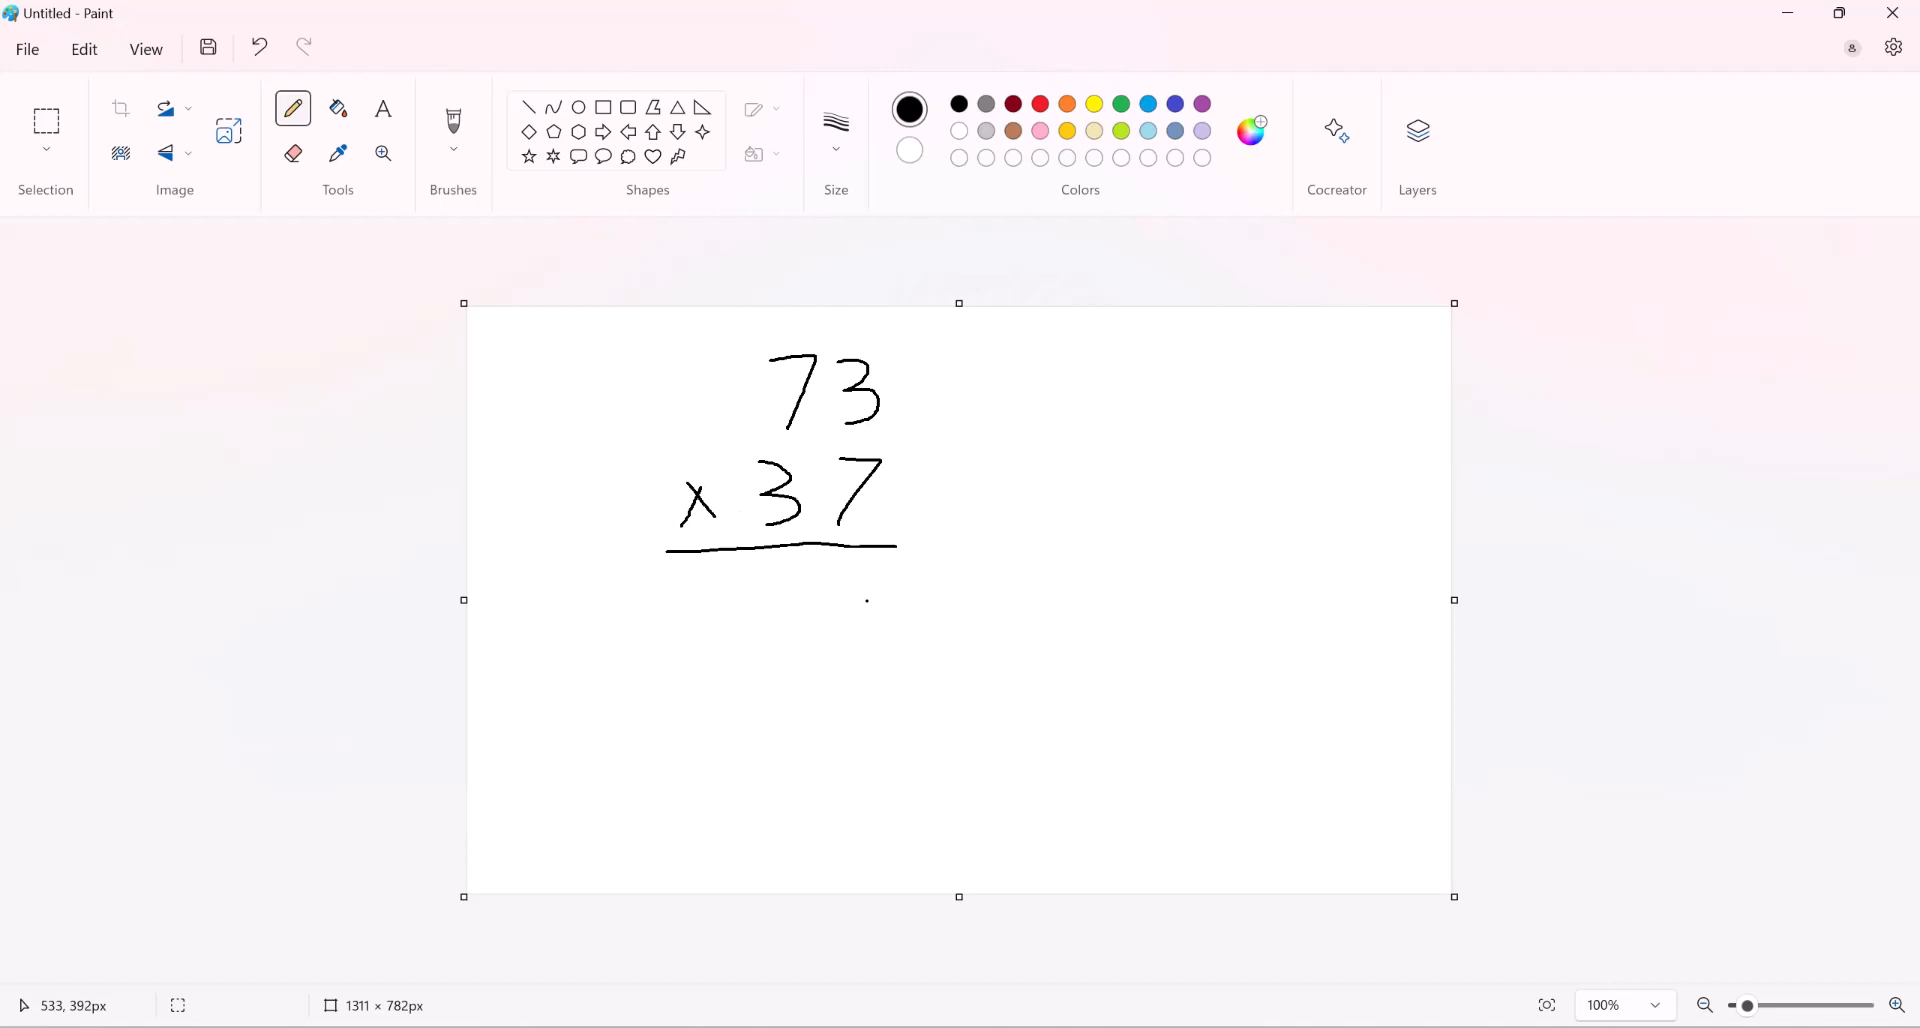 Untitled - Paint
File Edit View
Selection Image Tools Brushes Shapes Size Colors Cocreator Layers
73
x 37
533, 392px 1311 × 782px 100%